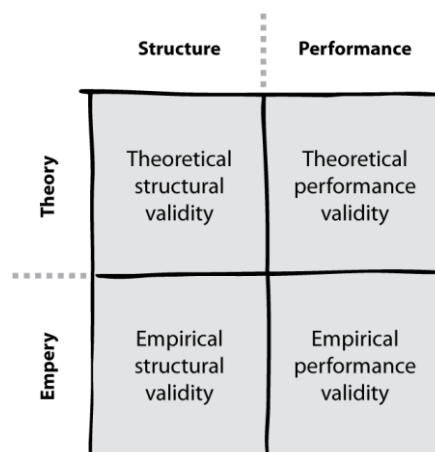 Structure Performance
Theory
Theoretical
structural
validity
Theoretical
performance
validity
Empery
Empirical
structural
validity
Empirical
performance
validity